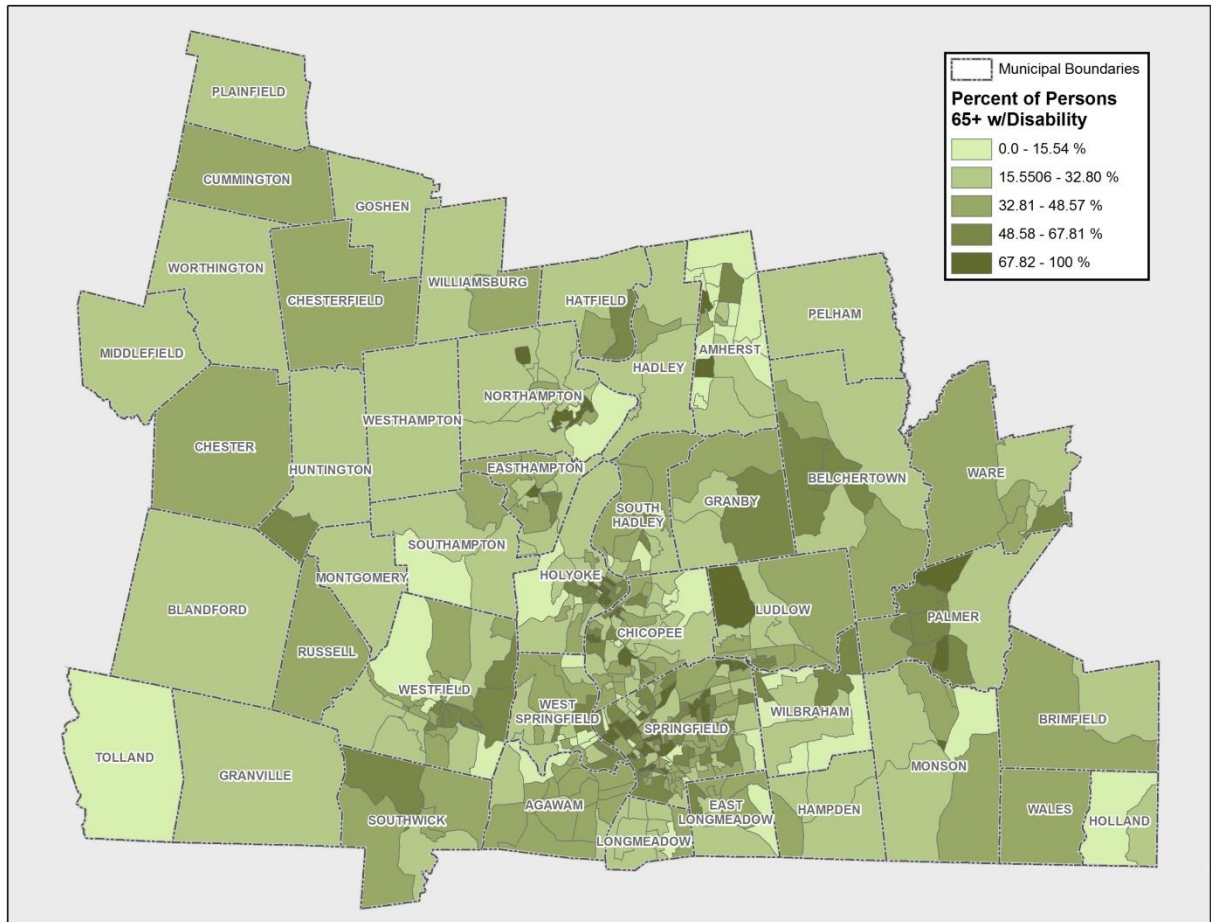 Municipal Boundaries
Percent of Persons
65+ w/Disability
0.0 - 15.54 %
15.5506 - 32.80 %
32.81 - 48.57 %
48.58 - 67.81 %
67.82 - 100 %
PLAINFIELD
CUMMINGTON
GOSHEN
WORTHINGTON
CHESTERFIELD
WILLIAMSBURG
HATFIELD
PELHAM
MIDDLEFIELD
AMHERST
HADLEY
NORTHAMPTON
WESTHAMPTON
CHESTER
HUNTINGTON
EASTHAMPTON
WARE
BELCHERTOWN
GRANBY
SOUTH
HADLEY
SOUTHAMPTON
HOLYOKE
MONTGOMERY
BLANDFORD
LUDLOW
PALMER
CHICOPEE
RUSSELL
WESTFIELD
WEST
SPRINGFIELD
SPRINGFIELD
WILBRAHAM
BRIMFIELD
TOLLAND
GRANVILLE
MONSON
AGAWAM
EAST
LONGMEADOW
HAMPDEN
WALES
HOLLAND
SOUTHWICK
LONGMEADOW